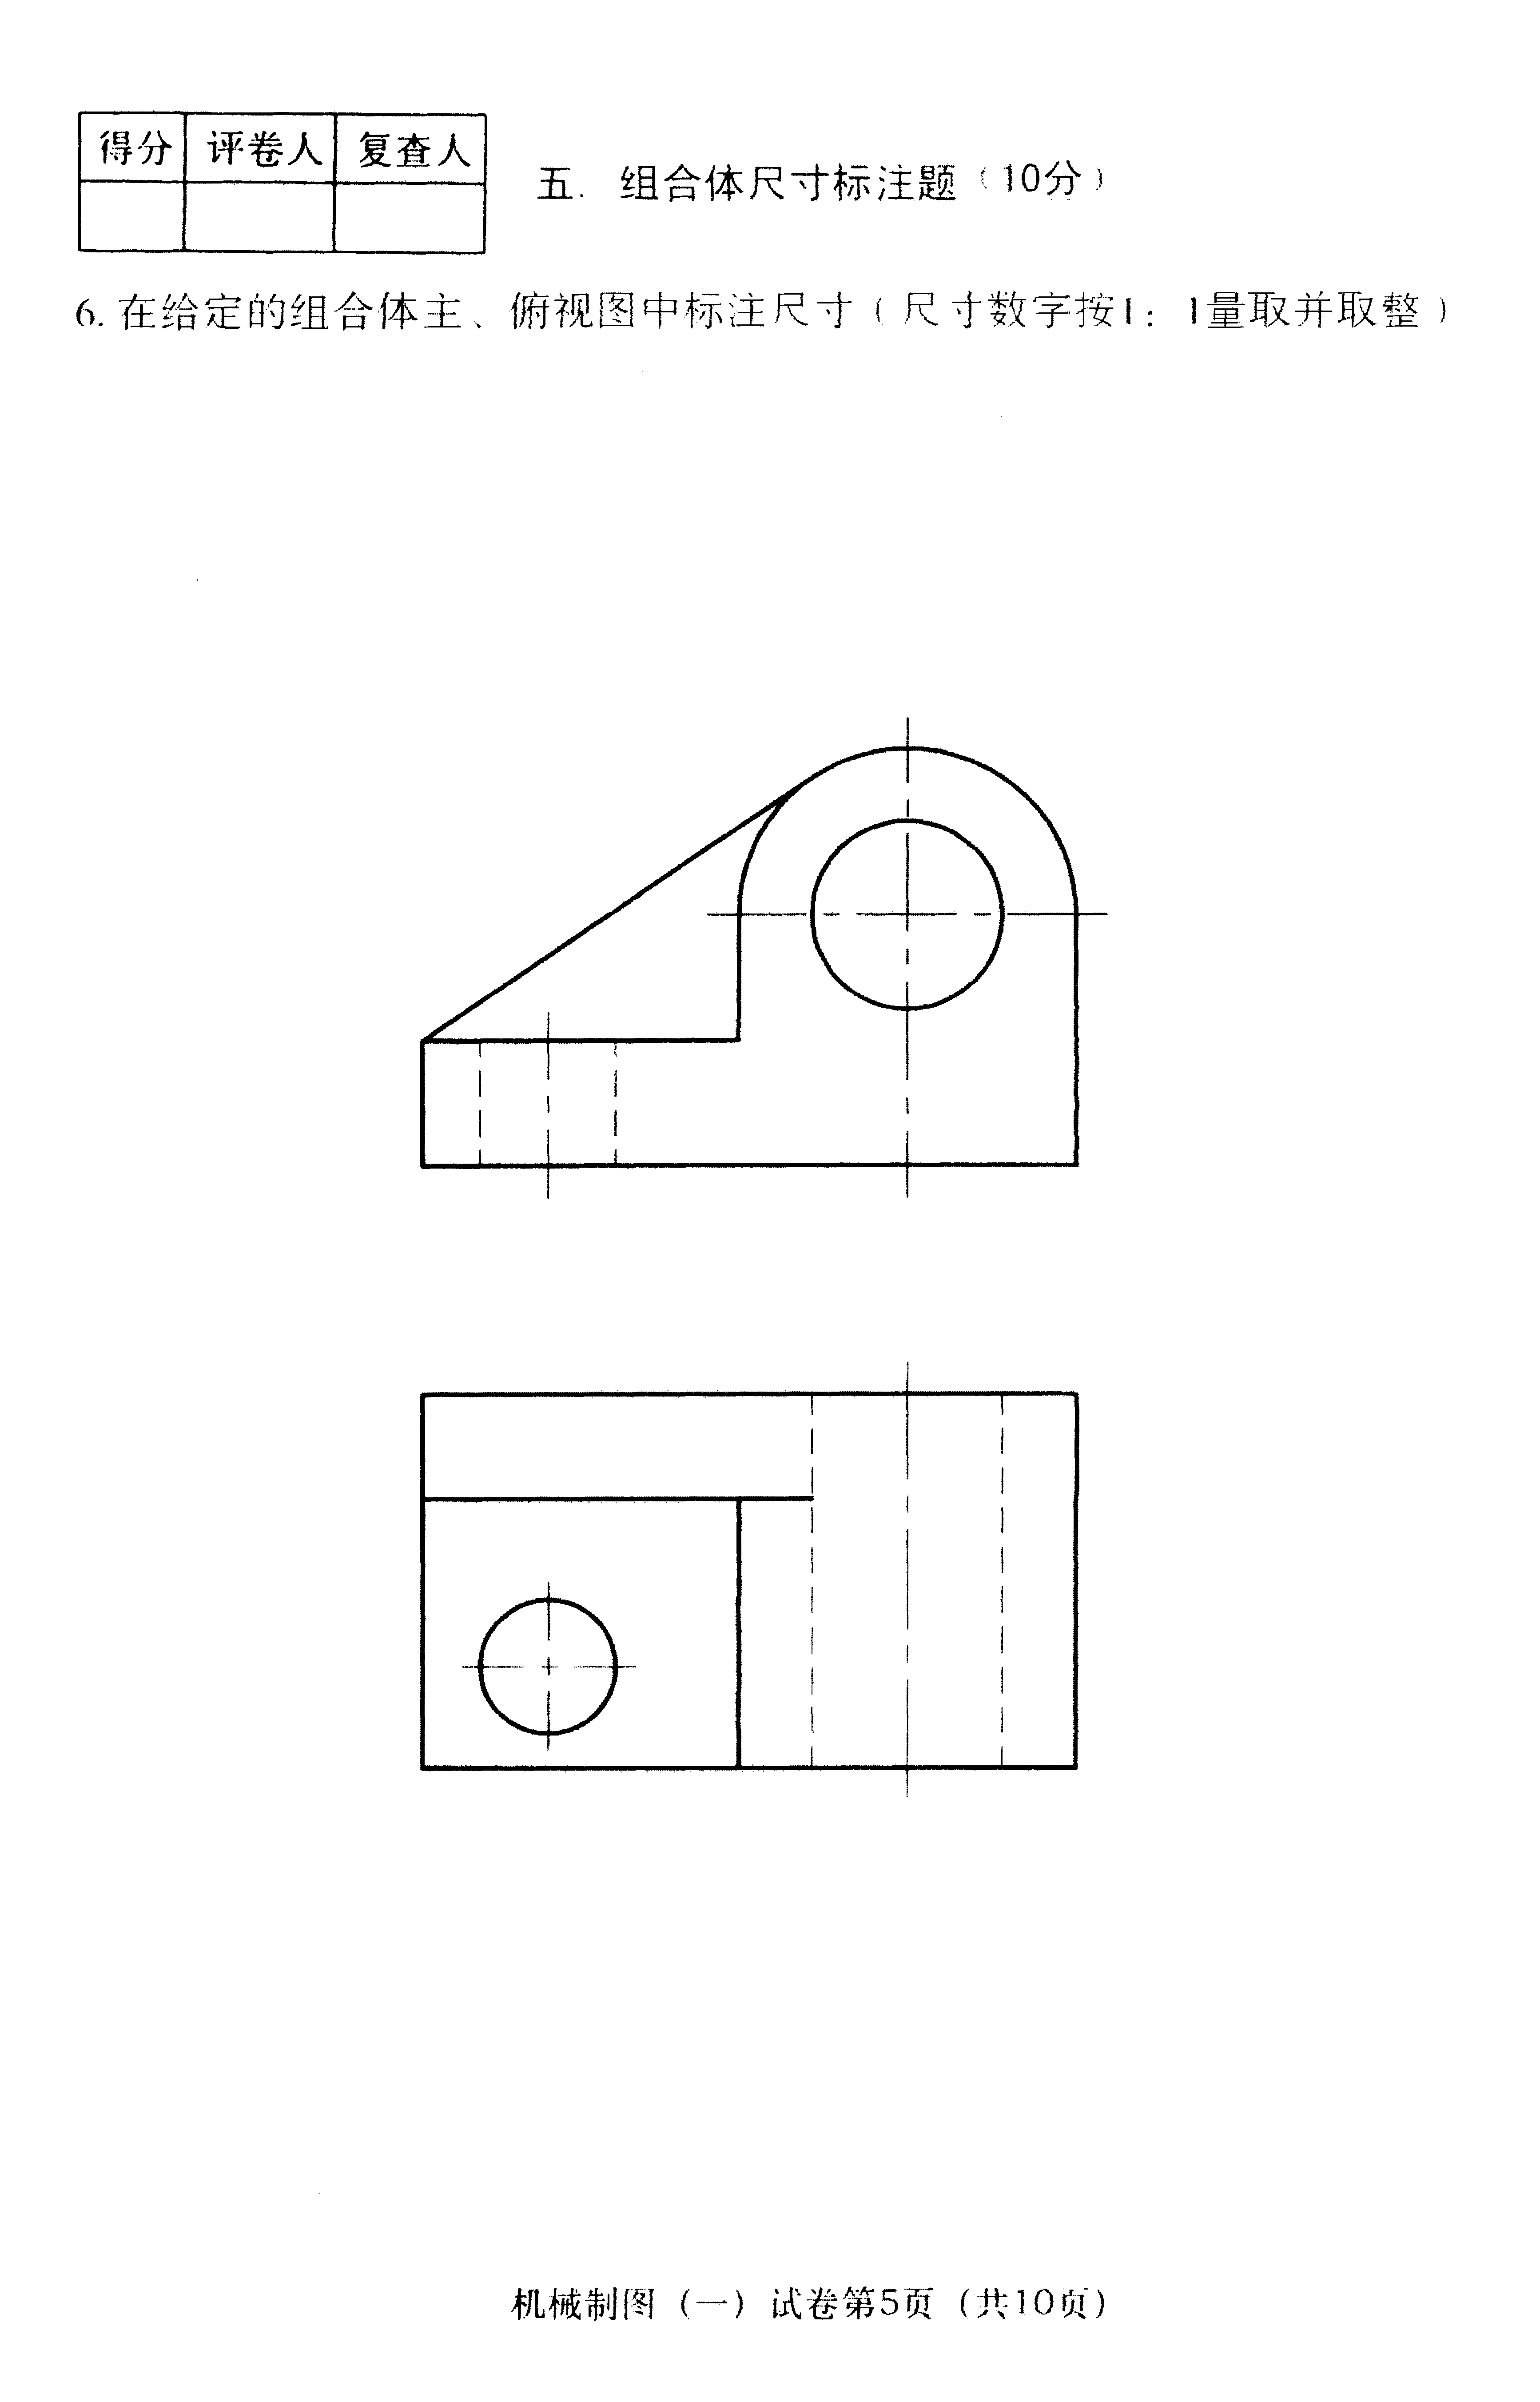 得分 评卷人 复查人
五. 组合体尺寸标注题（10分）
6. 在给定的组合体主、俯视图中标注尺寸（尺寸数字按1：1量取并取整）
机械制图（一）试卷第5页（共10页）